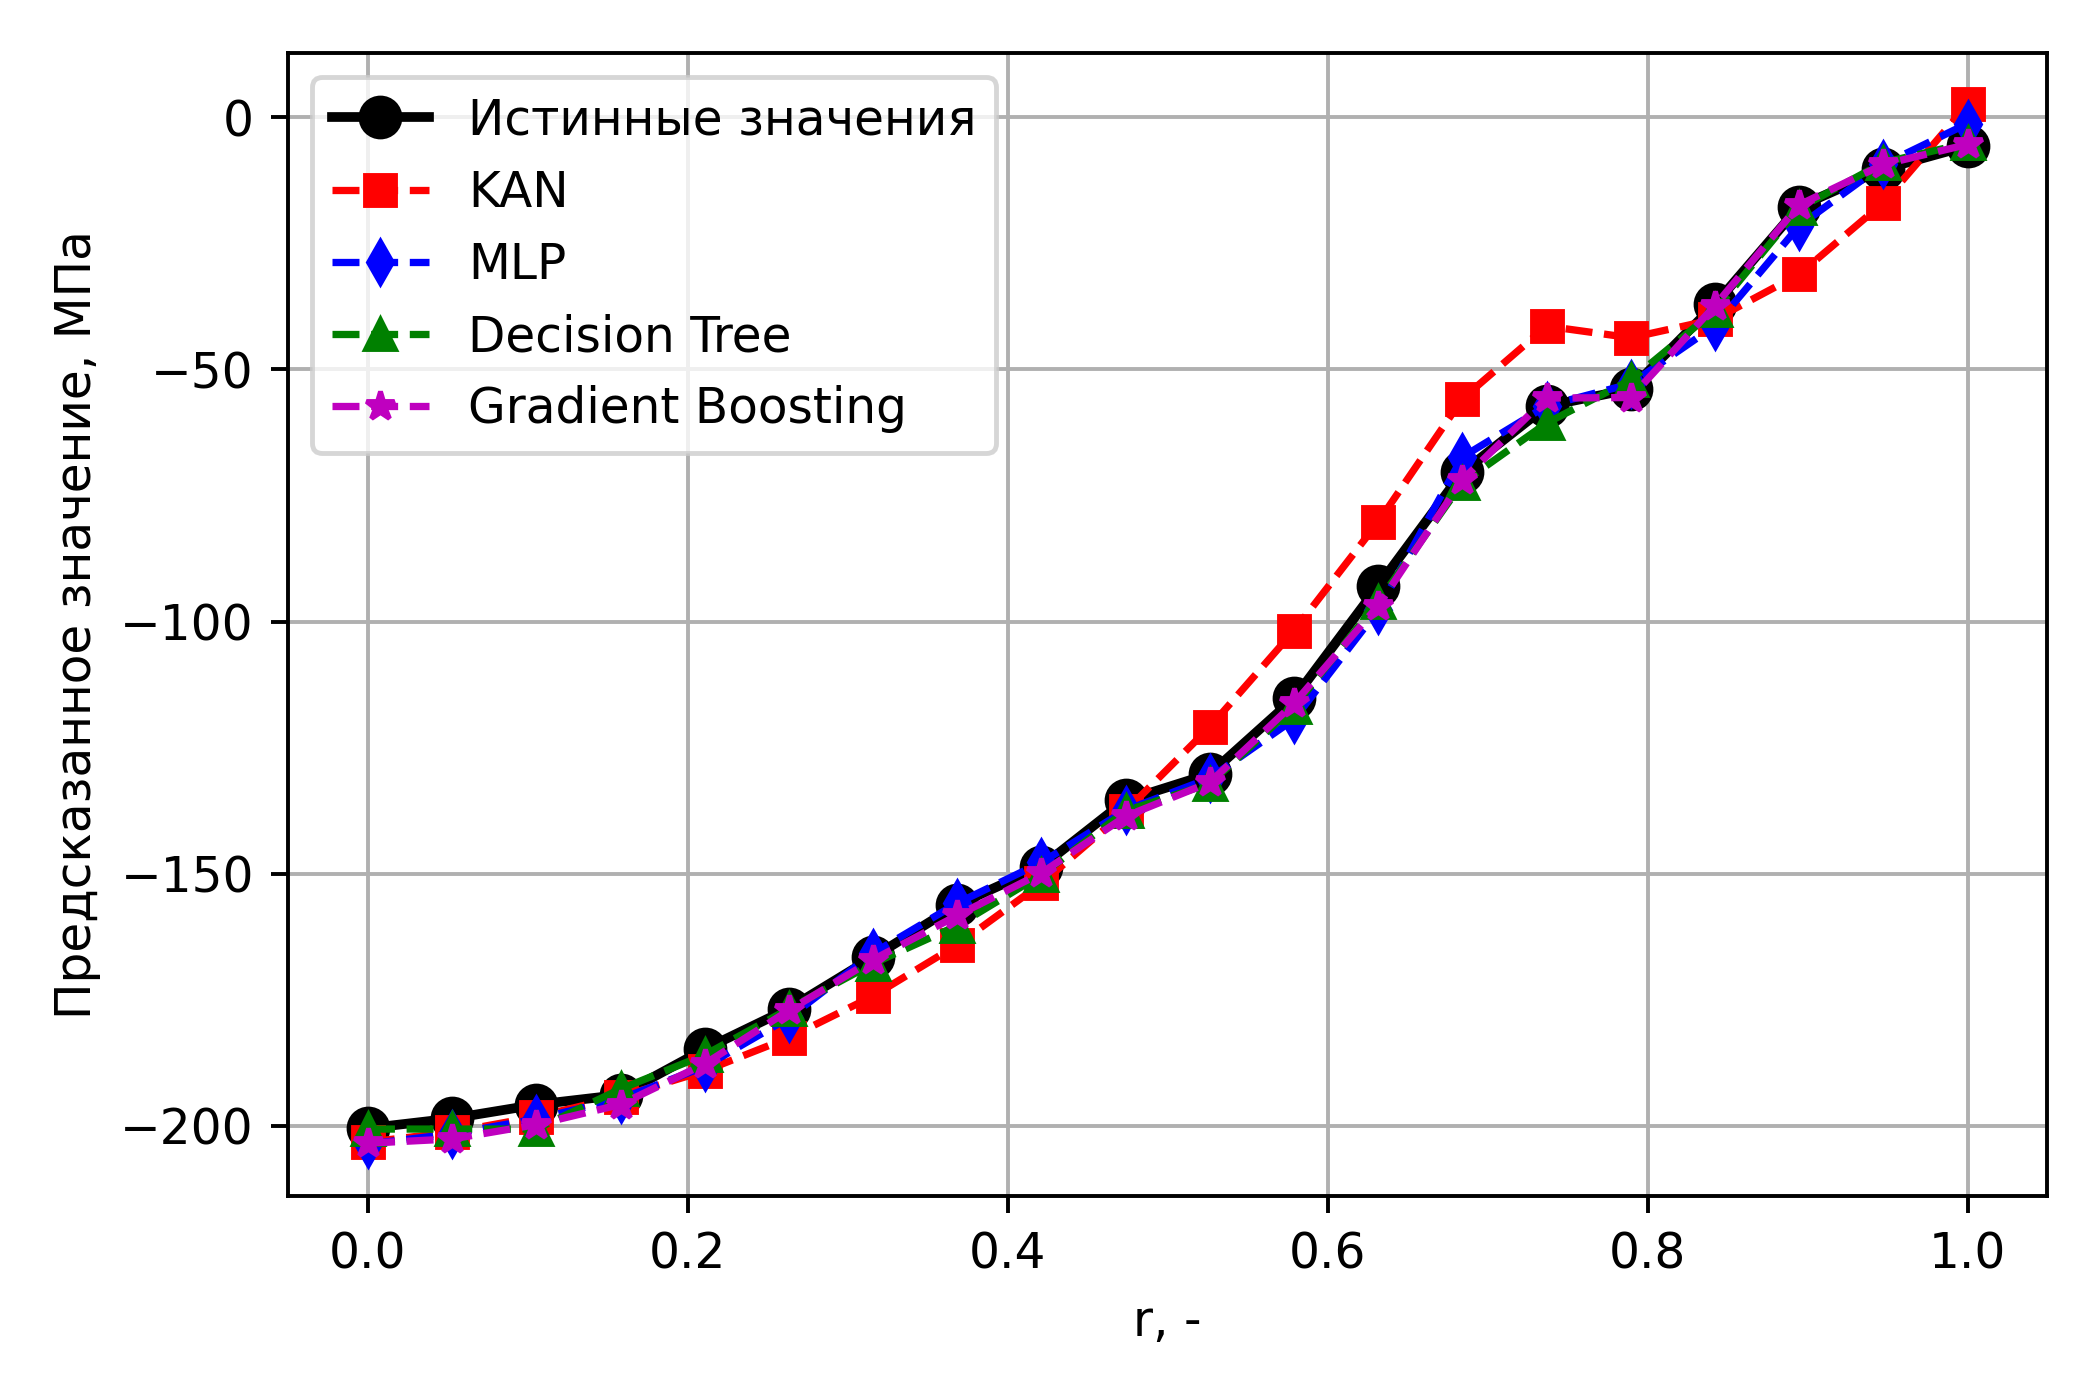 Истинные значения
KAN
MLP
Decision Tree
Gradient Boosting
Предсказанное значение, МПа
0
−50
−100
−150
−200
0.0 0.2 0.4 0.6 0.8 1.0
r, -